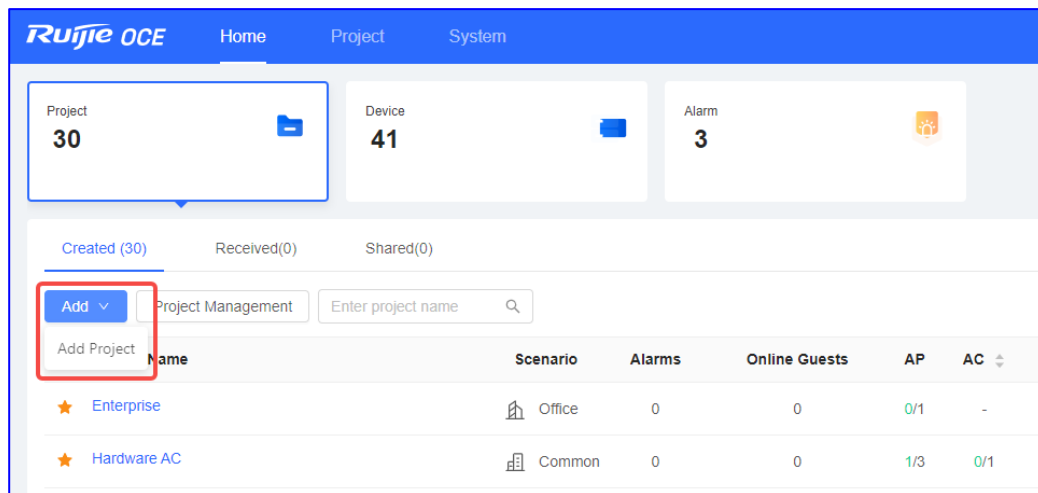 Ruijie OCE Home Project System
Project Device Alarm
30 41 3
Created (30) Received(0) Shared(0)
Add Project Management Enter project name
Add Project
Name Scenario Alarms Online Guests AP AC
Enterprise Office 0 0 0/1 -
Hardware AC Common 0 0 1/3 0/1